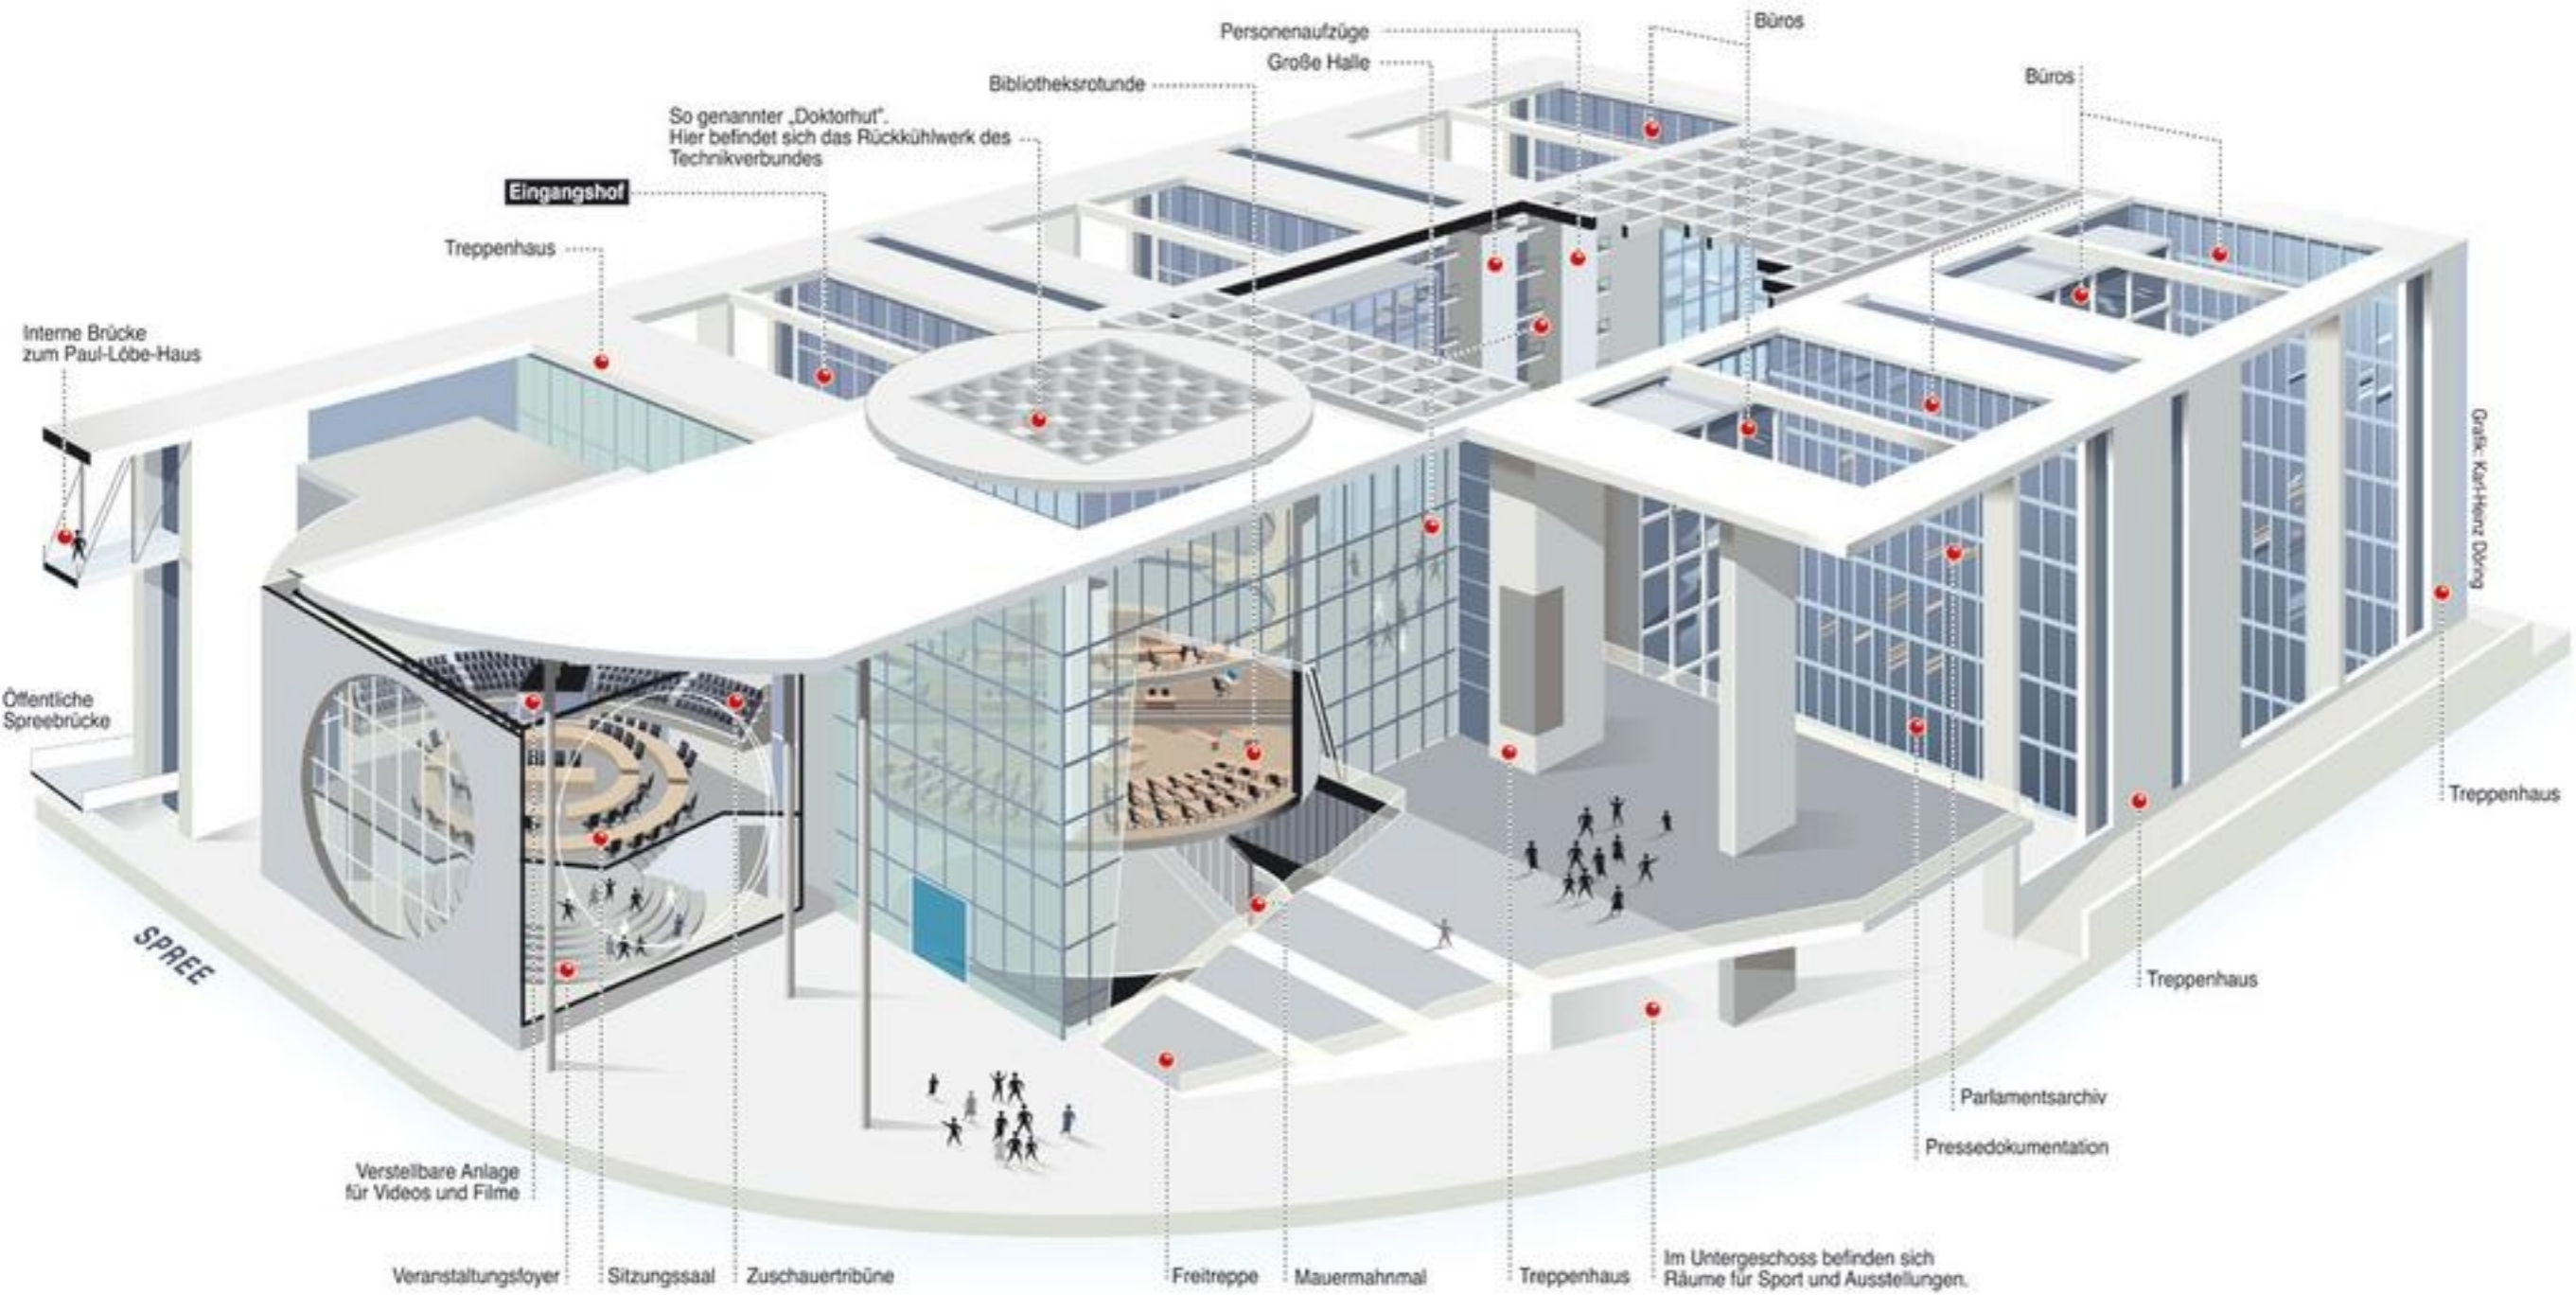 Personenaufzüge
Büros
Große Halle
Büros
Bibliotheksrotunde
So genannter „Doktorhut“.
Hier befindet sich das Rückkühlwerk des
Technikverbundes
Eingangshof
Treppenhaus
Interne Brücke
zum Paul-Löbe-Haus
Grafik: Karl-Heinz Döring
Öffentliche
Spreebrücke
Treppenhaus
SPREE
Treppenhaus
Parlamentsarchiv
Pressedokumentation
Verstellbare Anlage
für Videos und Filme
Veranstaltungsfoyer
Sitzungssaal
Zuschauertribüne
Freitreppe
Mauermahnmal
Treppenhaus
Im Untergeschoss befinden sich
Räume für Sport und Ausstellungen.